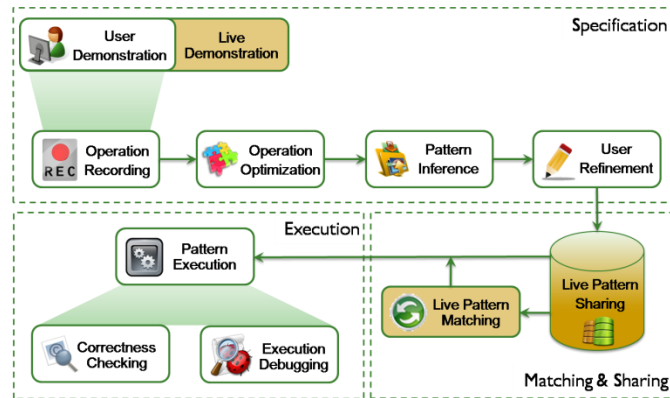 Specification
User
Demonstration
Live
Demonstration
REC
Operation
Recording
Operation
Optimization
Pattern
Inference
User
Refinement
Execution
Pattern
Execution
Correctness
Checking
Execution
Debugging
Live Pattern
Matching
Live Pattern
Sharing
Matching & Sharing